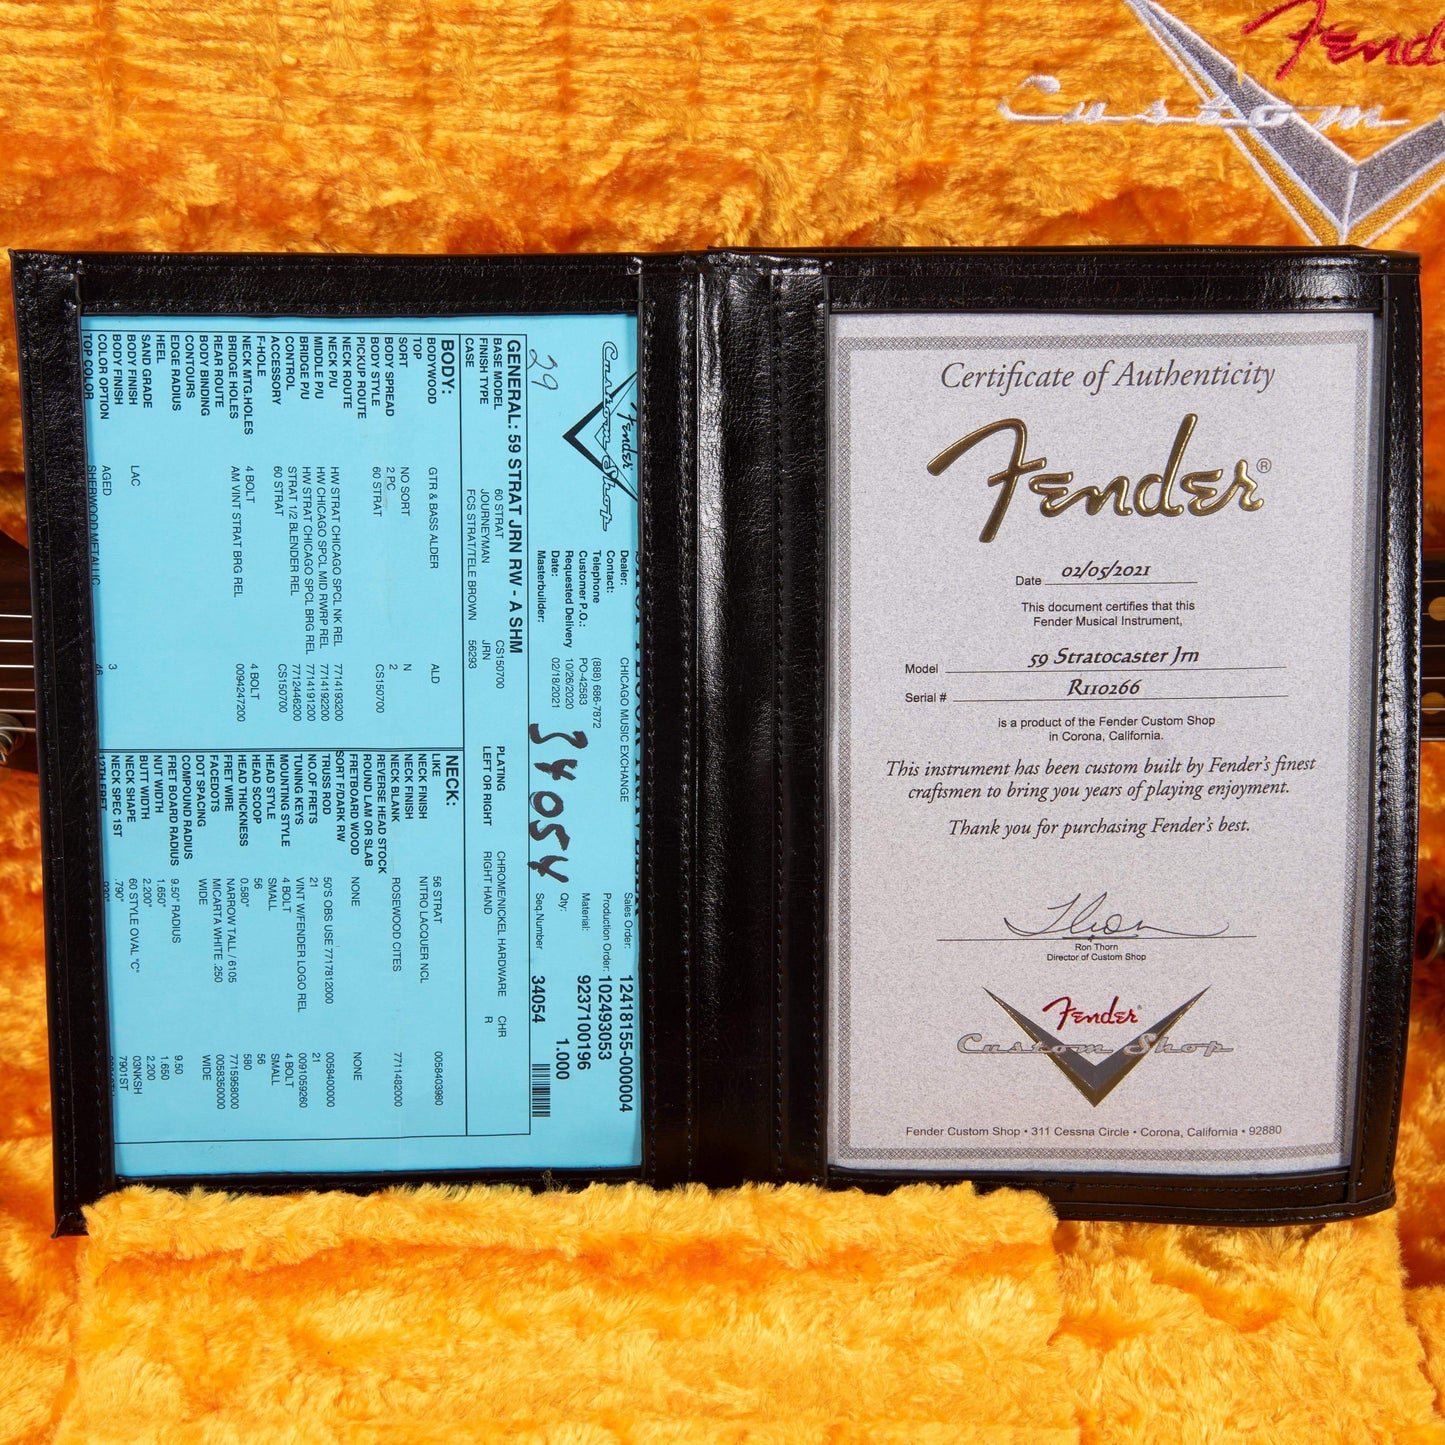 Fender
Custom
Fender
Custom Shop
29
Dealer: CHICAGO MUSIC EXCHANGE
Contact:
Telephone (888) 686-7872
Customer P.O.: PO-42583
Requested Delivery 10/26/2020
Date: 02/18/2021
Masterbuilder:
34054
Sales Order: 12418155-000004
Production Order: 102493053
Material: 9237100196
Qty: 1.000
Seq.Number 34054
GENERAL: 59 STRAT JRN RW - A SHM
BASE MODEL 60 STRAT CS150700 PLATING CHROME/NICKEL HARDWARE CHR
FINISH TYPE JOURNEYMAN JRN LEFT OR RIGHT RIGHT HAND R
CASE FCS STRAT/TELE BROWN 56293
BODY:
BODYWOOD GTR & BASS ALDER ALD
TOP
SORT NO SORT N
BODY SPREAD 2 PC 2
BODY STYLE 60 STRAT CS150700
PICKUP ROUTE
NECK ROUTE
NECK P/U HW STRAT CHICAGO SPCL NK REL 7714193200
MIDDLE P/U HW CHICAGO SPCL MID RWRP REL 7714192200
BRIDGE P/U HW STRAT CHICAGO SPCL BRG REL 7714191200
CONTROL STRAT 1/2 BLENDER REL 7712446200
ACCESSORY 60 STRAT CS150700
F-HOLE
NECK MTG.HOLES 4 BOLT 4 BOLT
BRIDGE HOLES AM VINT STRAT BRG REL 0094247200
REAR ROUTE
BODY BINDING
CONTOURS
EDGE RADIUS
HEEL
SAND GRADE
BODY FINISH LAC
BODY FINISH 3
COLOR OPTION AGED 46
TOP COLOR SHERWOOD METALLIC
NECK:
LIKE 56 STRAT 0058403980
NECK FINISH NITRO LACQUER NCL
NECK FINISH
NECK BLANK ROSEWOOD CITES 7711482000
REVERSE HEAD STOCK
ROUND LAM OR SLAB
FRETBOARD WOOD NONE NONE
SORT F/DARK RW
TRUSS ROD 50'S OBS USE 7717812000 0058400000
NO.OF FRETS 21 21
TUNING KEYS VINT W/FENDER LOGO REL 0091059260
MOUNTING STYLE 4 BOLT 4 BOLT
HEAD STYLE SMALL SMALL
HEAD SCOOP 56 56
HEAD THICKNESS 0.580" 580
FRET WIRE NARROW TALL / 6105 7715958000
FACEDOTS MICARTA WHITE .250 0058350000
DOT SPACING WIDE WIDE
COMPOUND RADIUS
FRET BOARD RADIUS 9.50" RADIUS 9.50
NUT WIDTH 1.650" 1.650
BUTT WIDTH 2.200" 2.200
NECK SHAPE 60 STYLE OVAL "C" 03NKSH
NECK SPEC 1ST .790" 7901ST
12TH FRET .930"
Certificate of Authenticity
Fender®
Date 02/05/2021
This document certifies that this
Fender Musical Instrument,
Model 59 Stratocaster Jrn
Serial # R110266
is a product of the Fender Custom Shop
in Corona, California.
This instrument has been custom built by Fender's finest
craftsmen to bring you years of playing enjoyment.
Thank you for purchasing Fender's best.
Ron Thorn
Director of Custom Shop
Fender
Custom Shop
Fender Custom Shop • 311 Cessna Circle • Corona, California • 92880